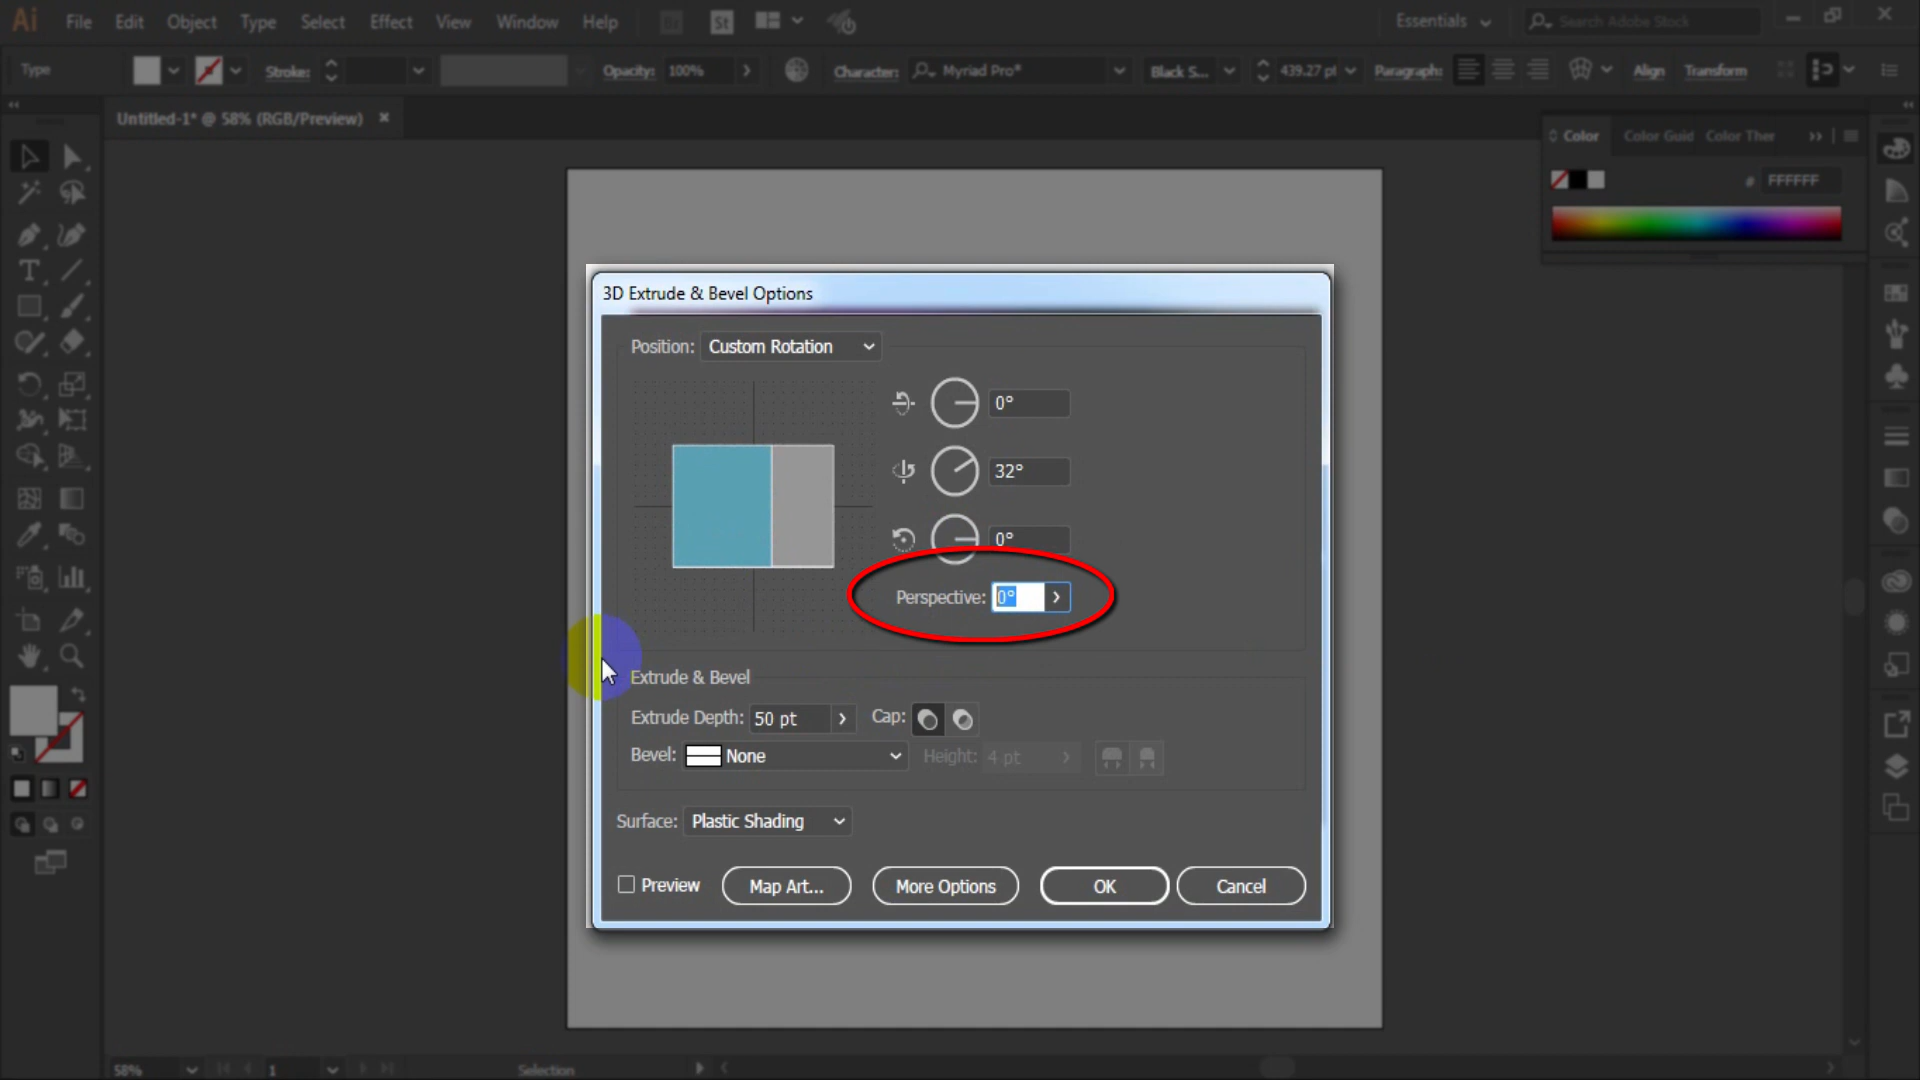 Ai File Edit Object Type Select Effect View Window Help Br St Essentials Search Adobe Stock
Type Stroke: Opacity: 100% Character: Myriad Pro* Black S... 439.27 pt Paragraph: Align Transform
Untitled-1* @ 58% (RGB/Preview)
Color Color Guid Color Ther
# FFFFFF
3D Extrude & Bevel Options
Position: Custom Rotation
0°
32°
0°
Perspective: 0°
Extrude & Bevel
Extrude Depth: 50 pt Cap:
Bevel: None Height: 4 pt
Surface: Plastic Shading
Preview Map Art... More Options OK Cancel
58% 1 Selection